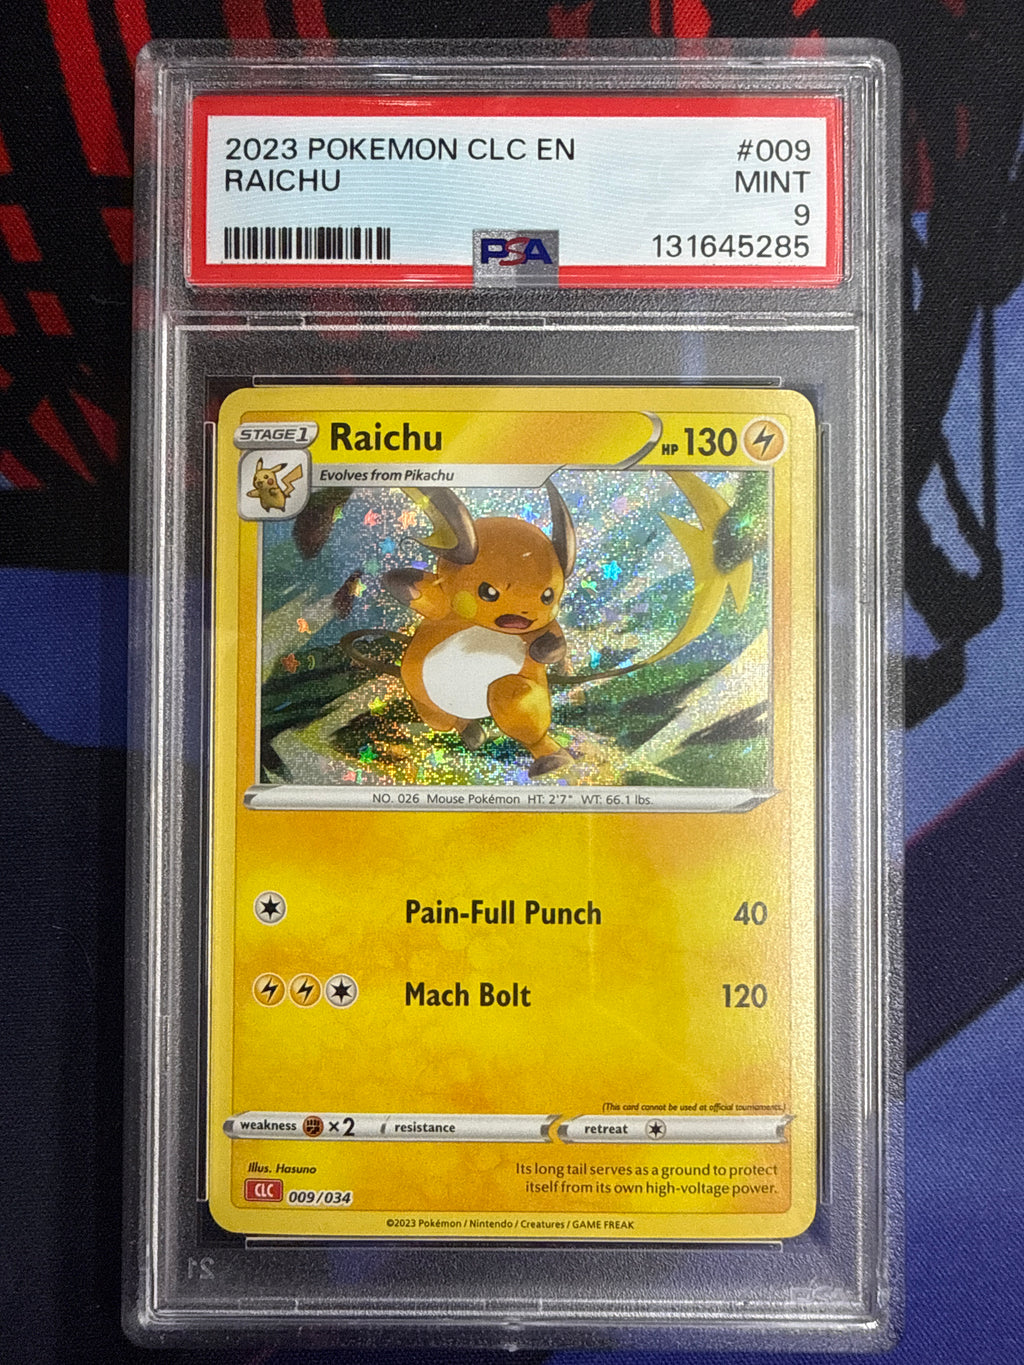 2023 POKEMON CLC EN #009
RAICHU MINT
9
PSA 131645285
STAGE 1 Raichu HP 130
Evolves from Pikachu
NO. 026 Mouse Pokémon HT: 2'7" WT: 66.1 lbs.
Pain-Full Punch 40
Mach Bolt 120
(This card cannot be used at official tournaments.)
weakness ×2 resistance retreat
Illus. Hasuno
Its long tail serves as a ground to protect
itself from its own high-voltage power.
CLC 009/034
©2023 Pokémon / Nintendo / Creatures / GAME FREAK
21